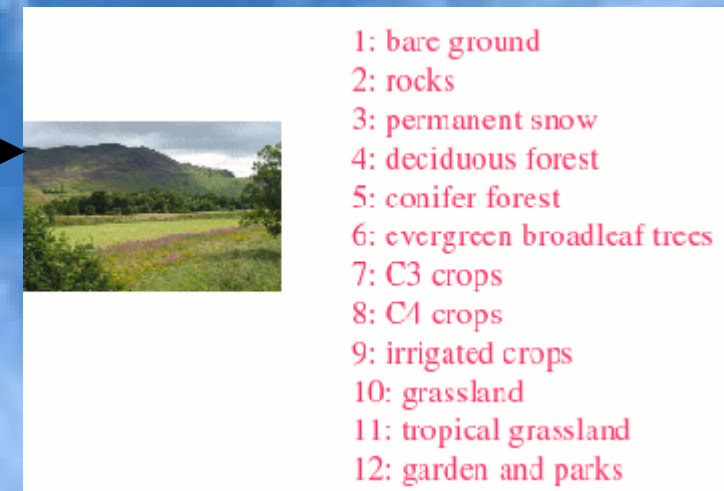 1: bare ground
2: rocks
3: permanent snow
4: deciduous forest
5: conifer forest
6: evergreen broadleaf trees
7: C3 crops
8: C4 crops
9: irrigated crops
10: grassland
11: tropical grassland
12: garden and parks